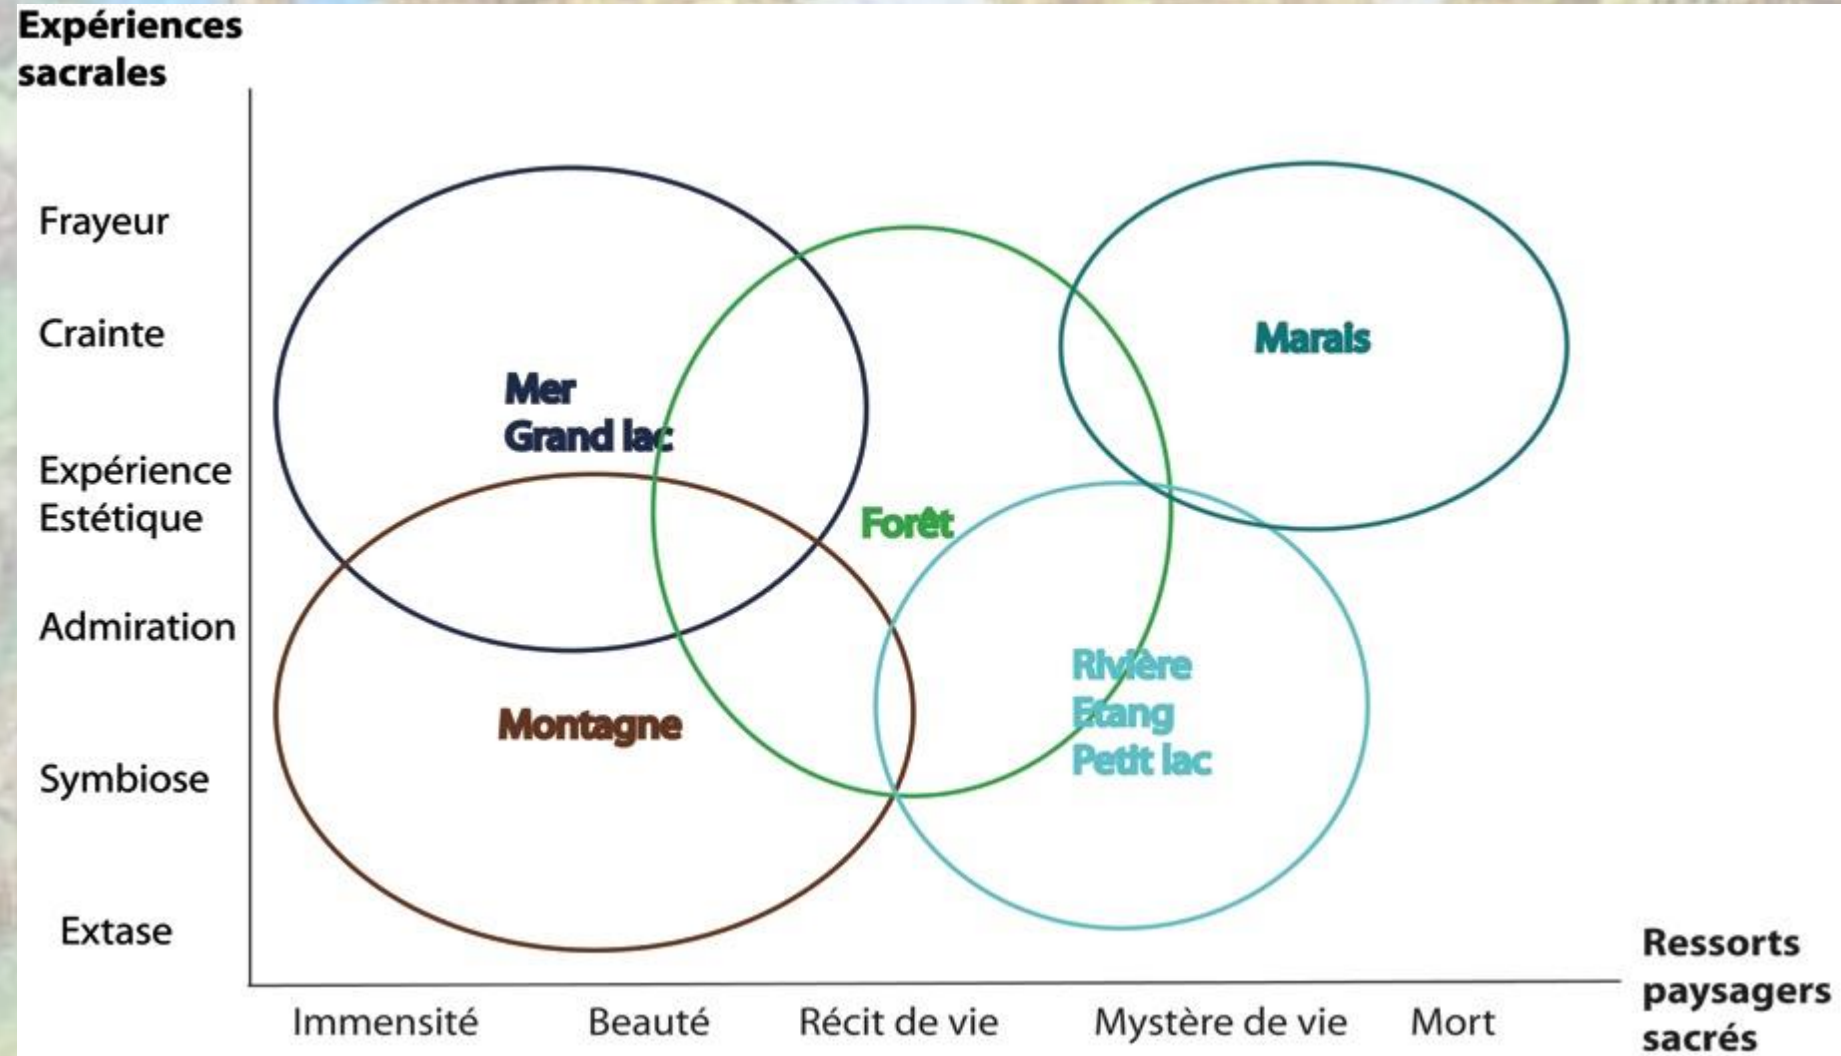 Expériences
sacrales
Frayeur
Crainte
Expérience
Estétique
Admiration
Symbiose
Extase
Mer
Grand lac
Marais
Forêt
Montagne
Rivière
Etang
Petit lac
Immensité
Beauté
Récit de vie
Mystère de vie
Mort
Ressorts
paysagers
sacrés